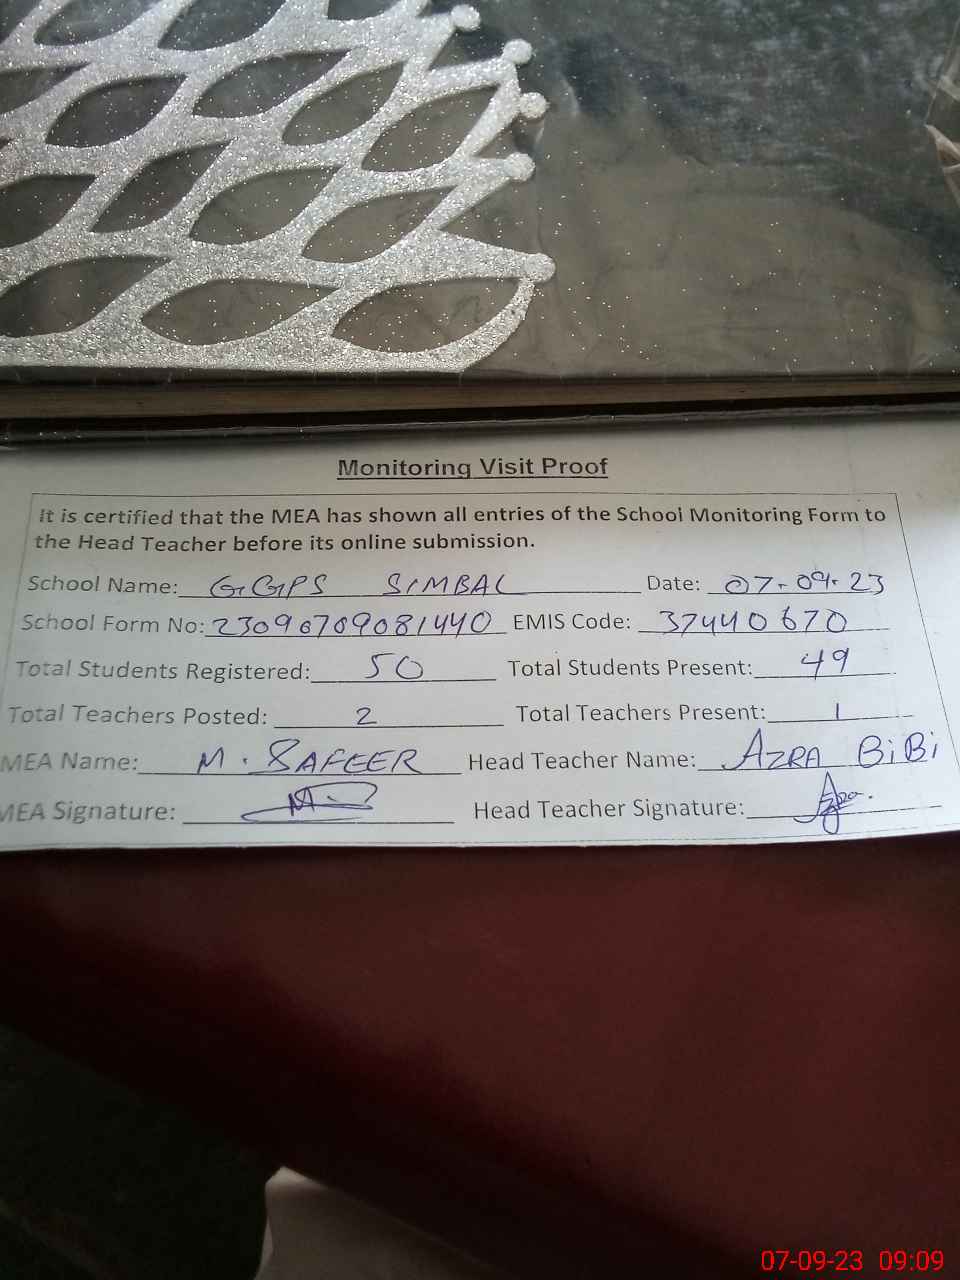 Monitoring Visit Proof
It is certified that the MEA has shown all entries of the School Monitoring Form to
the Head Teacher before its online submission.
School Name: GGPS SIMBAL Date: 07-09-23
School Form No: 23090709081440 EMIS Code: 37440670
Total Students Registered: 50 Total Students Present: 49
Total Teachers Posted: 2 Total Teachers Present: 1
MEA Name: M. SAFEER Head Teacher Name: AZRA BiBi
MEA Signature: Head Teacher Signature:
07-09-23 09:09